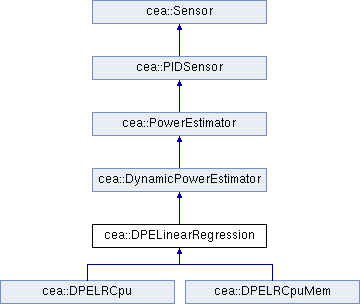 cea::Sensor
cea::PIDSensor
cea::PowerEstimator
cea::DynamicPowerEstimator
cea::DPELinearRegression
cea::DPELRCpu
cea::DPELRCpuMem